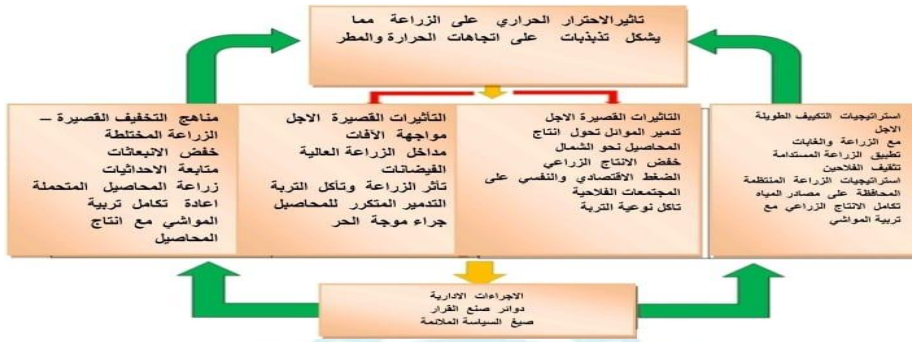 تاثيرالاحترار الحراري على الزراعة مما
يشكل تذبذبات على اتجاهات الحرارة والمطر
استراتيجيات التكييف الطويلة
الاجل
مع الزراعة والغابات
تطبيق الزراعة المستدامة
تثقيف الفلاحين
استراتيجيات الزراعة المنتظمة
المحافظة على مصادر المياه
تكامل الانتاج الزراعي مع
تربية المواشي
التاثيرات القصيرة الاجل
تدمير الموائل تحول انتاج
المحاصيل نحو الشمال
خفض الانتاج الزراعي
الضغط الاقتصادي والنفسي على
المجتمعات الفلاحية
تاكل نوعية التربة
التأثيرات القصيرة الاجل
مواجهة الافات
مداخل الزراعة العالية
الفيضانات
تأثر الزراعة وتأكل التربة
التدمير المتكرر للمحاصيل
جراء موجة الحر
مناهج التخفيف القصيرة –
الزراعة المختلطة
خفض الانبعاثات
متابعة الاحداثيات
زراعة المحاصيل المتحملة
اعادة تكامل تربية
المواشي مع انتاج
المحاصيل
الاجراءات الادارية
دوائر صنع القرار
صيغ السياسة الملائمة